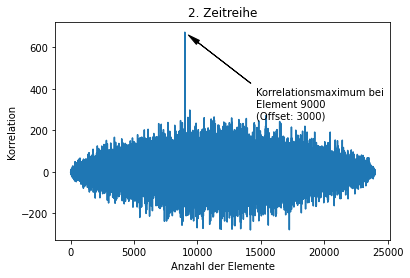 2. Zeitreihe
600
400
200
0
−200
Korrelation
Korrelationsmaximum bei
Element 9000
(Offset: 3000)
0
5000
10000
15000
20000
25000
Anzahl der Elemente